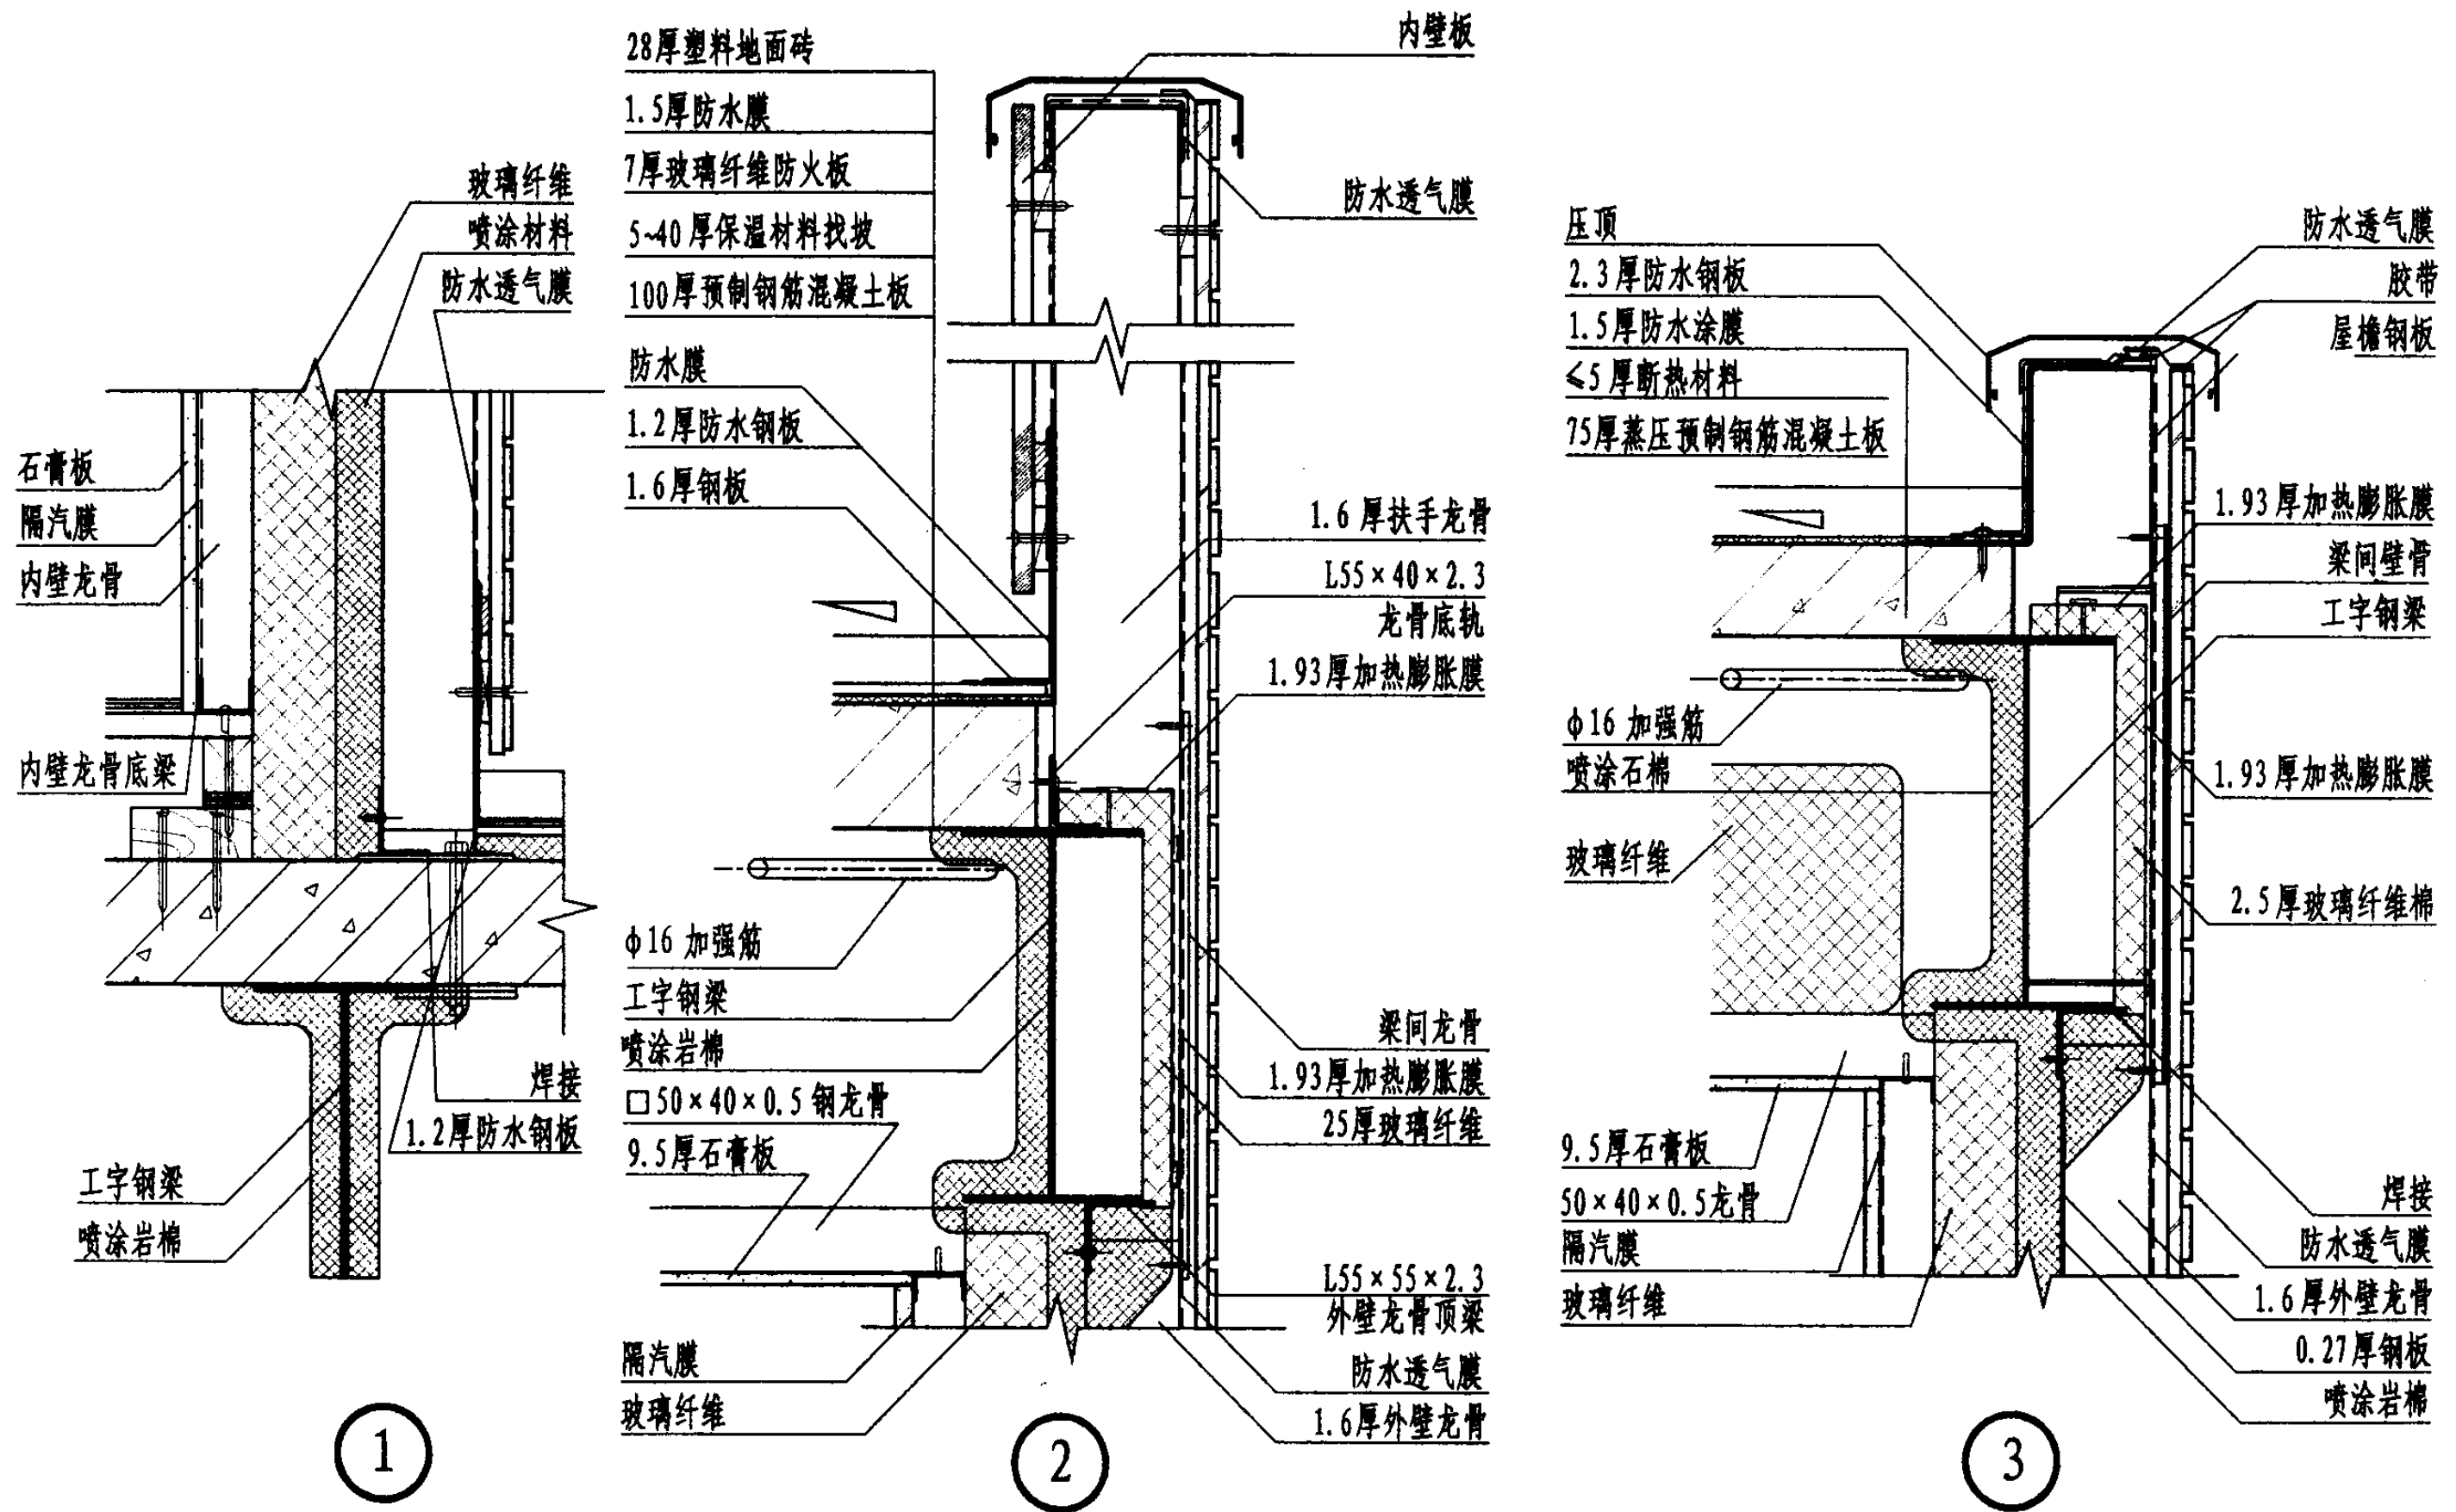 玻璃纤维
喷涂材料
防水透气膜
石膏板
隔汽膜
内壁龙骨
内壁龙骨底梁
焊接
1.2厚防水钢板
工字钢梁
喷涂岩棉
1
28厚塑料地面砖
1.5厚防水膜
7厚玻璃纤维防火板
5~40厚保温材料找坡
100厚预制钢筋混凝土板
防水膜
1.2厚防水钢板
1.6厚钢板
φ16 加强筋
工字钢梁
喷涂岩棉
□50×40×0.5 钢龙骨
9.5厚石膏板
隔汽膜
玻璃纤维
内壁板
防水透气膜
1.6 厚扶手龙骨
L55×40×2.3
龙骨底轨
1.93厚加热膨胀膜
梁间龙骨
1.93厚加热膨胀膜
25厚玻璃纤维
L55×55×2.3
外壁龙骨顶梁
防水透气膜
1.6厚外壁龙骨
2
压顶
2.3厚防水钢板
1.5厚防水涂膜
≤5厚断热材料
75厚蒸压预制钢筋混凝土板
φ16 加强筋
喷涂石棉
玻璃纤维
9.5厚石膏板
50×40×0.5龙骨
隔汽膜
玻璃纤维
防水透气膜
胶带
屋檐钢板
1.93厚加热膨胀膜
梁间壁骨
工字钢梁
1.93厚加热膨胀膜
2.5厚玻璃纤维棉
焊接
防水透气膜
1.6厚外壁龙骨
0.27厚钢板
喷涂岩棉
3